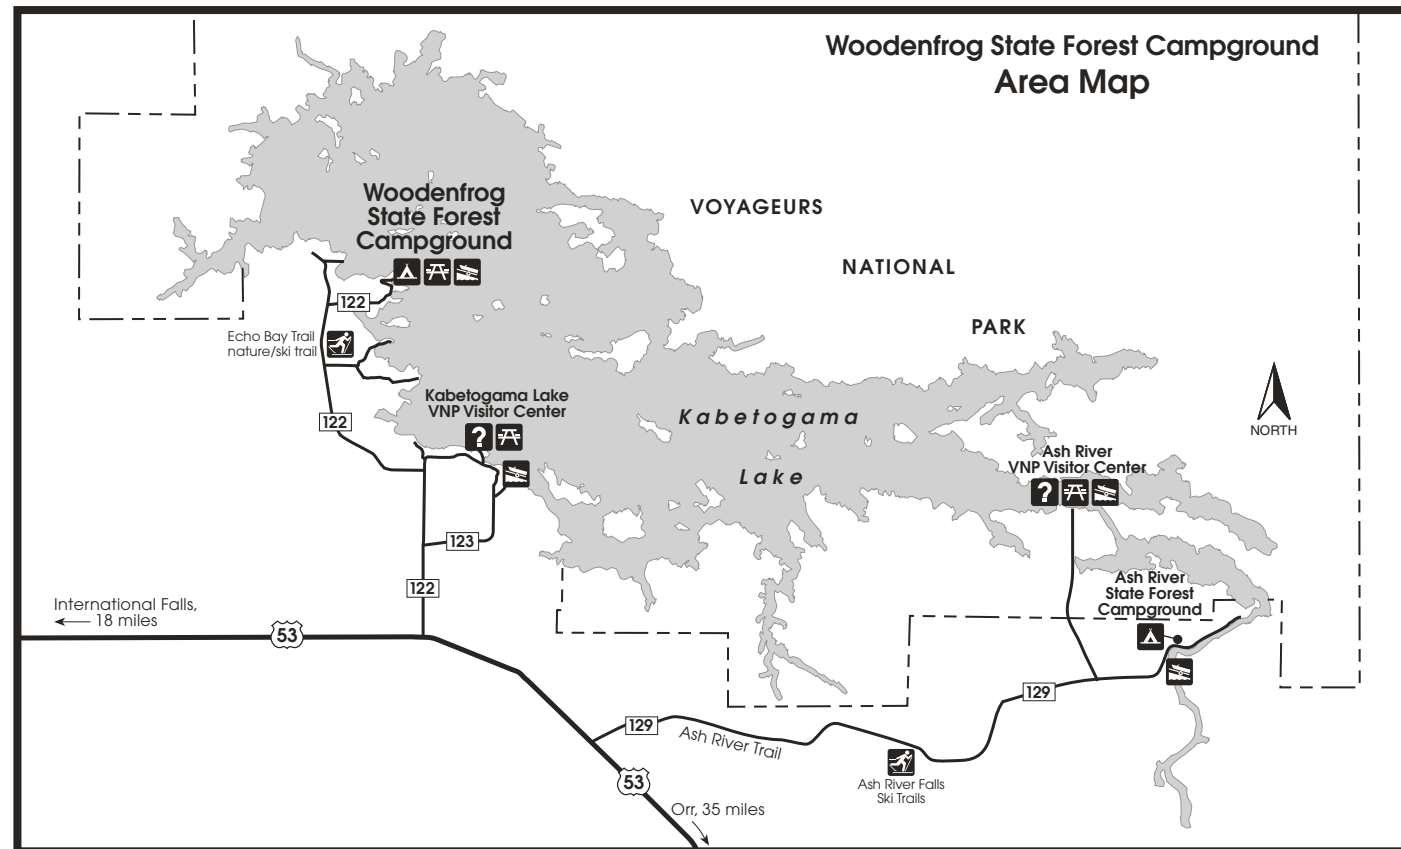 Woodenfrog State Forest Campground
Area Map
Woodenfrog
State Forest
Campground
VOYAGEURS
NATIONAL
PARK
122
Echo Bay Trail
nature/ski trail
Kabetogama Lake
VNP Visitor Center
?
122
Kabetogama
Lake
NORTH
Ash River
VNP Visitor Center
?
123
122
Ash River
State Forest
Campground
International Falls,
18 miles
53
129
129
Ash River Trail
Ash River Falls
Ski Trails
53
Orr, 35 miles